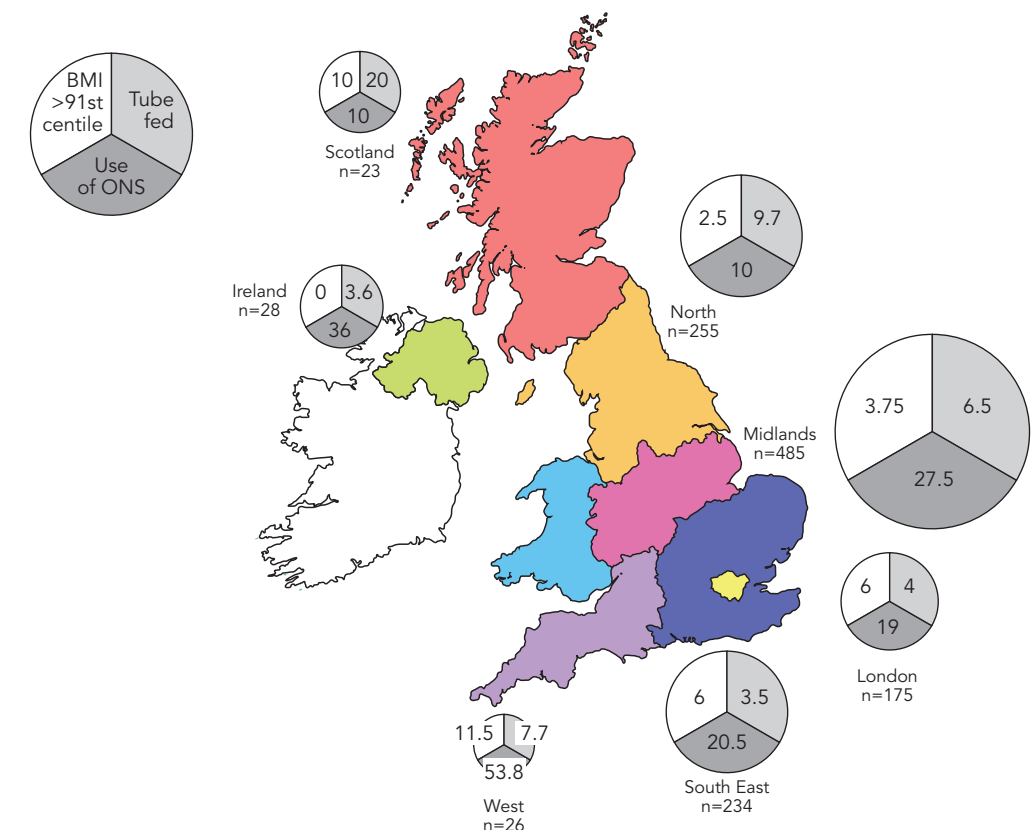 BMI
>91st
centile
Tube
fed
Use
of ONS
10 20
10
Scotland
n=23
2.5 9.7
10
North
n=255
Ireland
n=28
0 3.6
36
3.75 6.5
27.5
Midlands
n=485
6 4
19
London
n=175
6 3.5
20.5
South East
n=234
11.5 7.7
53.8
West
n=26